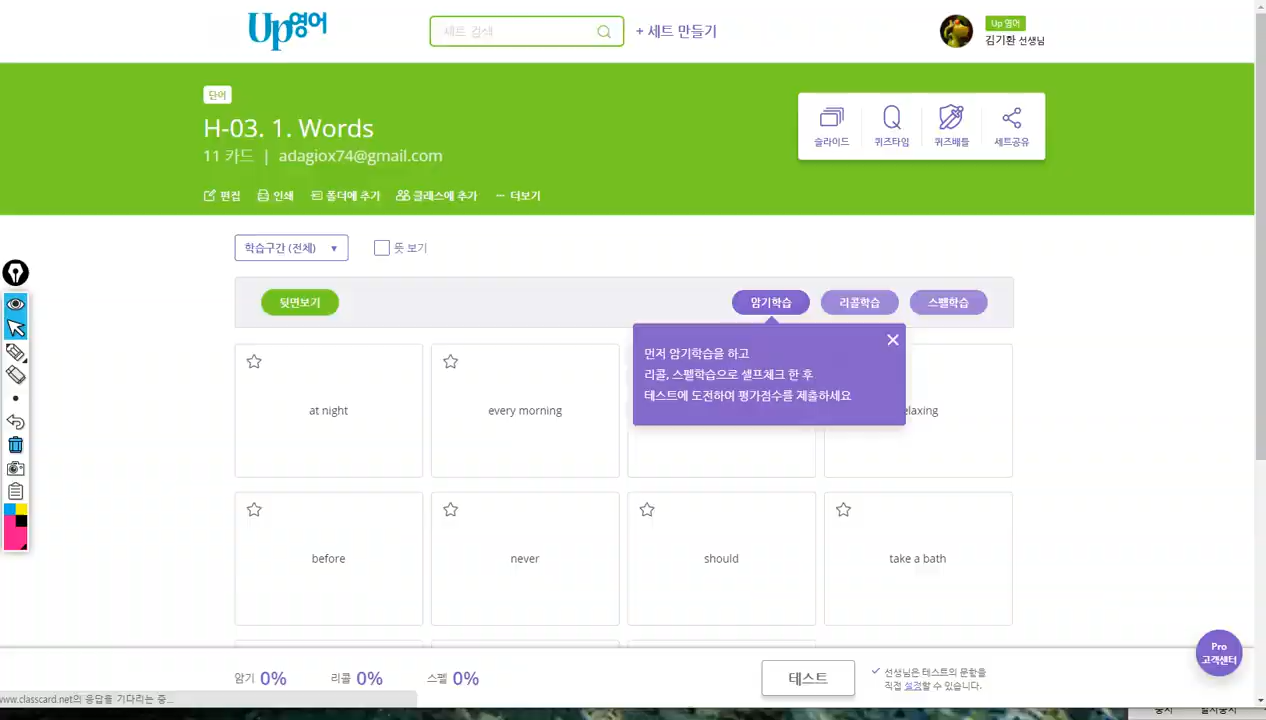 Up영어
세트 검색
+ 세트 만들기
Up 영어
김기환 선생님
단어
H-03. 1. Words
11 카드 | adagiox74@gmail.com
슬라이드
퀴즈타임
퀴즈배틀
세트공유
편집
인쇄
폴더에 추가
클래스에 추가
더보기
학습구간 (전체)
뜻 보기
뒷면보기
암기학습
리콜학습
스펠학습
먼저 암기학습을 하고
리콜, 스펠학습으로 셀프체크 한 후
테스트에 도전하여 평가점수를 제출하세요
at night
every morning
elaxing
before
never
should
take a bath
Pro
고객센터
암기 0%
리콜 0%
스펠 0%
테스트
선생님은 테스트의 문항을
직접 설정할 수 있습니다.
www.classcard.net의 응답을 기다리는 중...